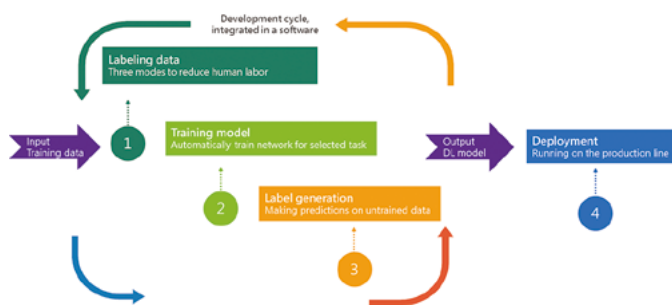 Development cycle,
integrated in a software
Labeling data
Three modes to reduce human labor
Input
Training data
1
Training model
Automatically train network for selected task
Output
DL model
Deployment
Running on the production line
2
Label generation
Making predictions on untrained data
4
3